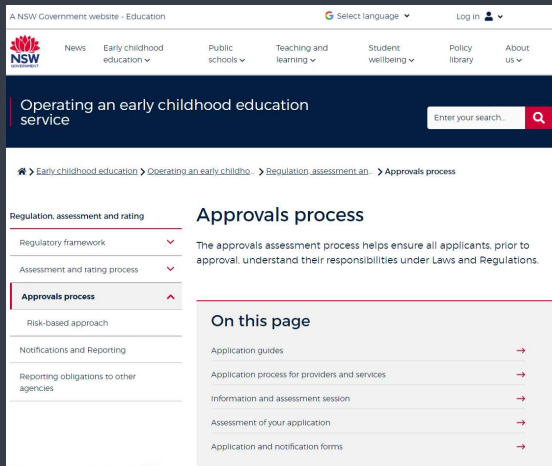 A NSW Government website - Education
Select language
Log in
NSW
GOVERNMENT
News
Early childhood
education
Public
schools
Teaching and
learning
Student
wellbeing
Policy
library
About
us
Operating an early childhood education
service
Enter your search...
Early childhood education > Operating an early childho... > Regulation, assessment an... > Approvals process
Regulation, assessment and rating
Regulatory framework
Assessment and rating process
Approvals process
Risk-based approach
Notifications and Reporting
Reporting obligations to other
agencies
Approvals process
The approvals assessment process helps ensure all applicants, prior to
approval, understand their responsibilities under Laws and Regulations.
On this page
Application guides
Application process for providers and services
Information and assessment session
Assessment of your application
Application and notification forms